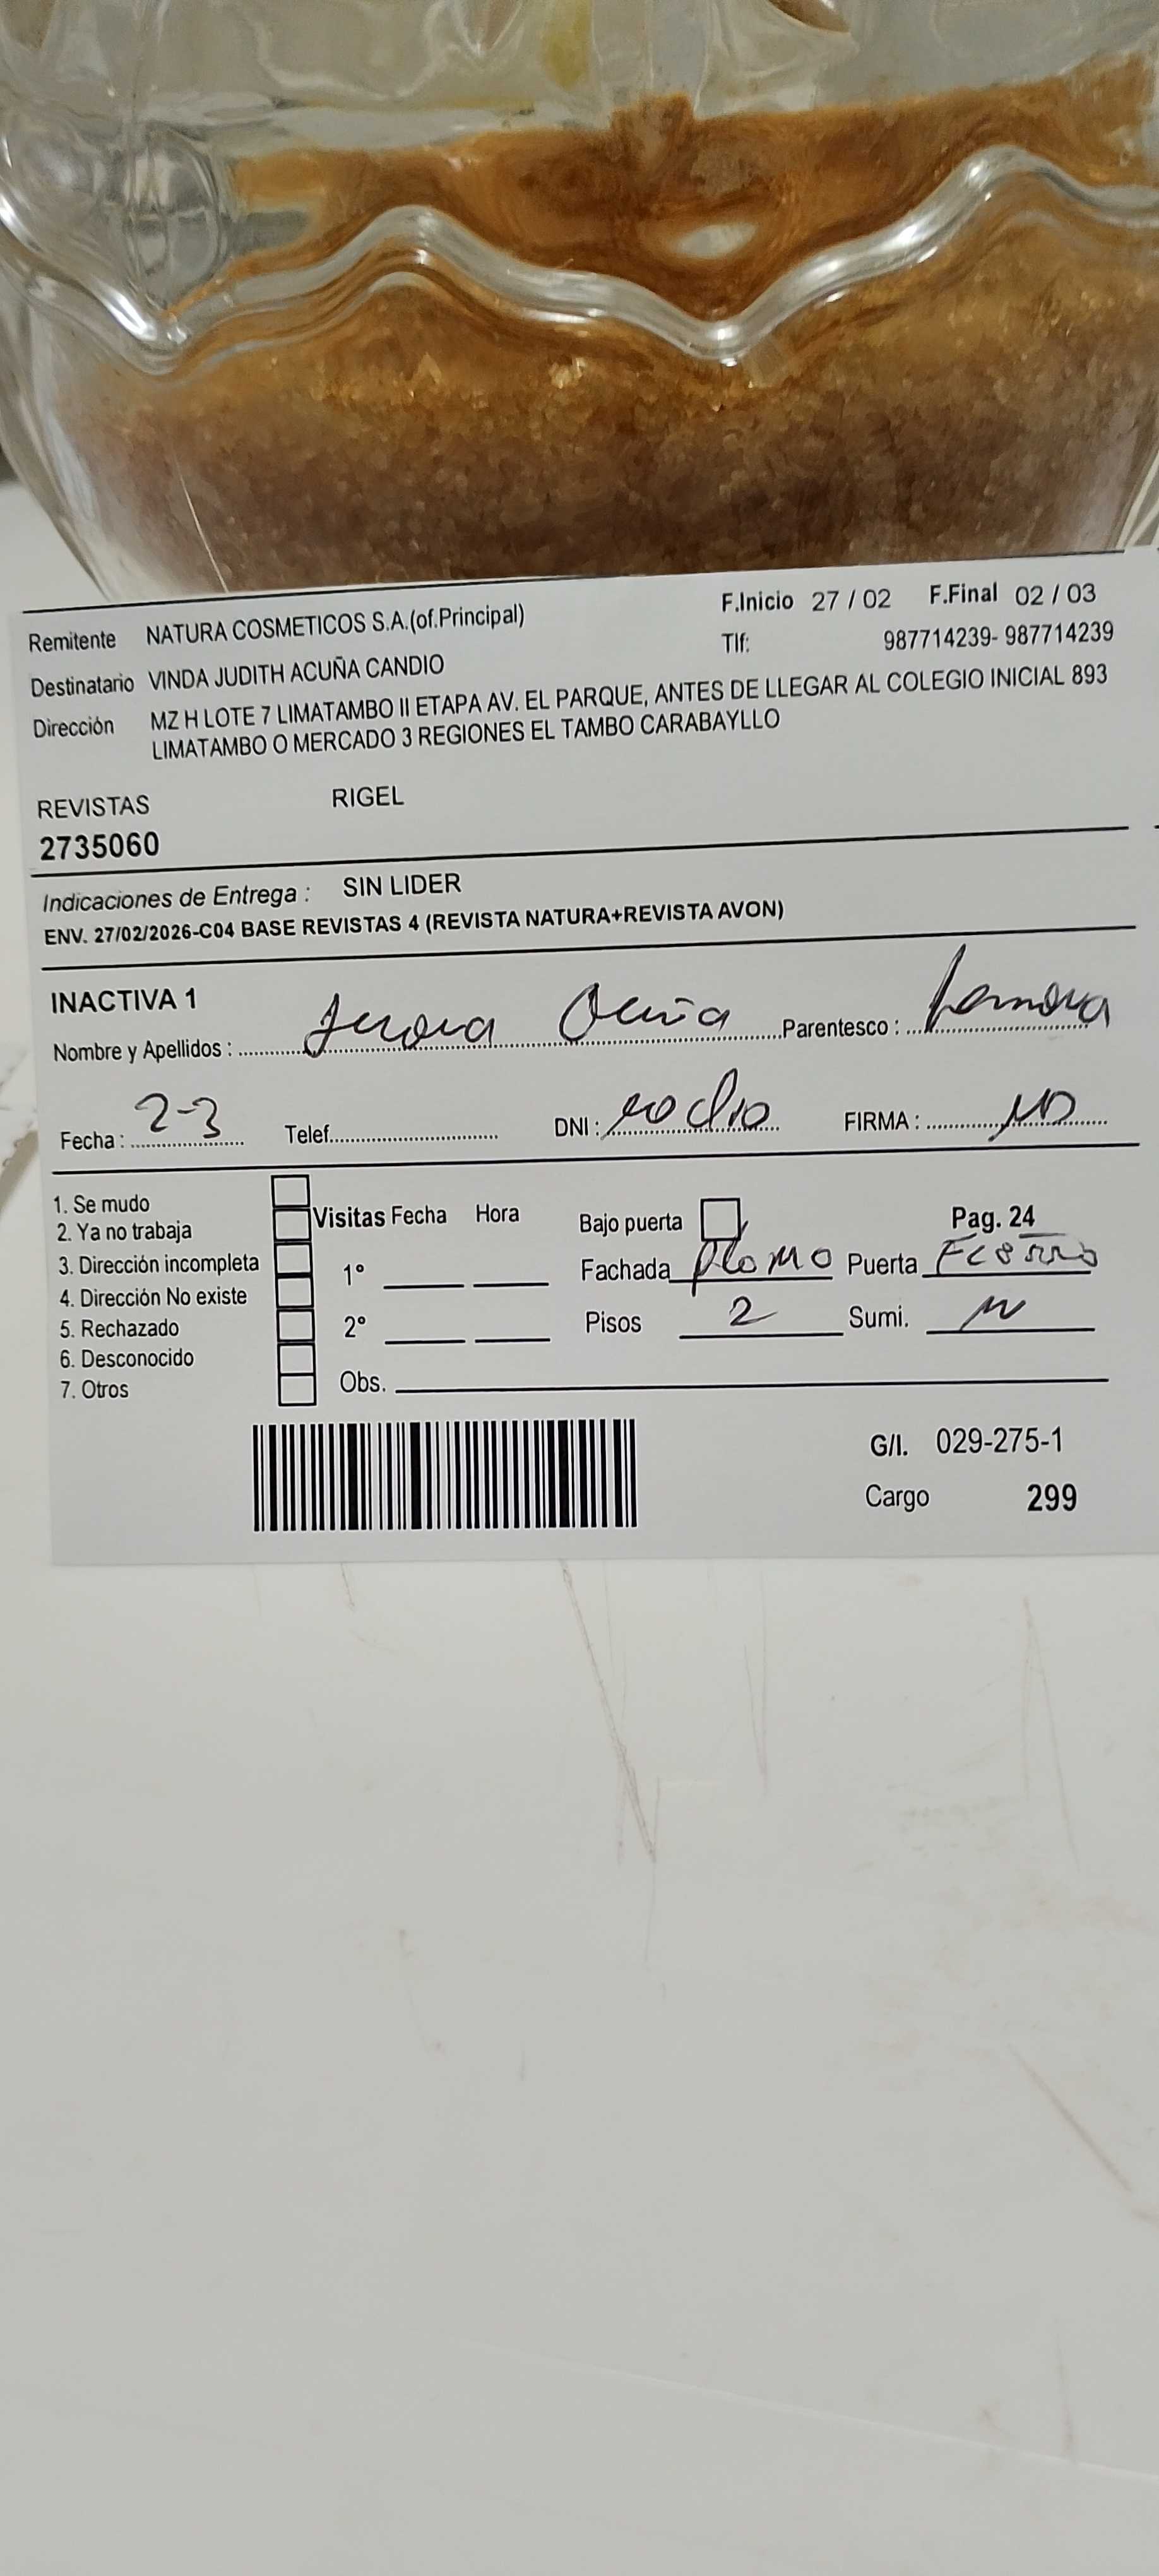 Remitente NATURA COSMETICOS S.A.(of.Principal) F.Inicio 27 / 02 F.Final 02 / 03
Tlf: 987714239- 987714239
Destinatario VINDA JUDITH ACUÑA CANDIO
Dirección MZ H LOTE 7 LIMATAMBO II ETAPA AV. EL PARQUE, ANTES DE LLEGAR AL COLEGIO INICIAL 893
LIMATAMBO O MERCADO 3 REGIONES EL TAMBO CARABAYLLO
REVISTAS RIGEL
2735060
Indicaciones de Entrega : SIN LIDER
ENV. 27/02/2026-C04 BASE REVISTAS 4 (REVISTA NATURA+REVISTA AVON)
INACTIVA 1
Nombre y Apellidos : Parentesco :
Fecha : 2-3 Telef. DNI : FIRMA :
1. Se mudo
2. Ya no trabaja
3. Dirección incompleta
4. Dirección No existe
5. Rechazado
6. Desconocido
7. Otros
Visitas Fecha Hora
1°
2°
Obs.
Bajo puerta Pag. 24
Fachada plomo Puerta
Pisos 2 Sumi.
G/I. 029-275-1
Cargo 299